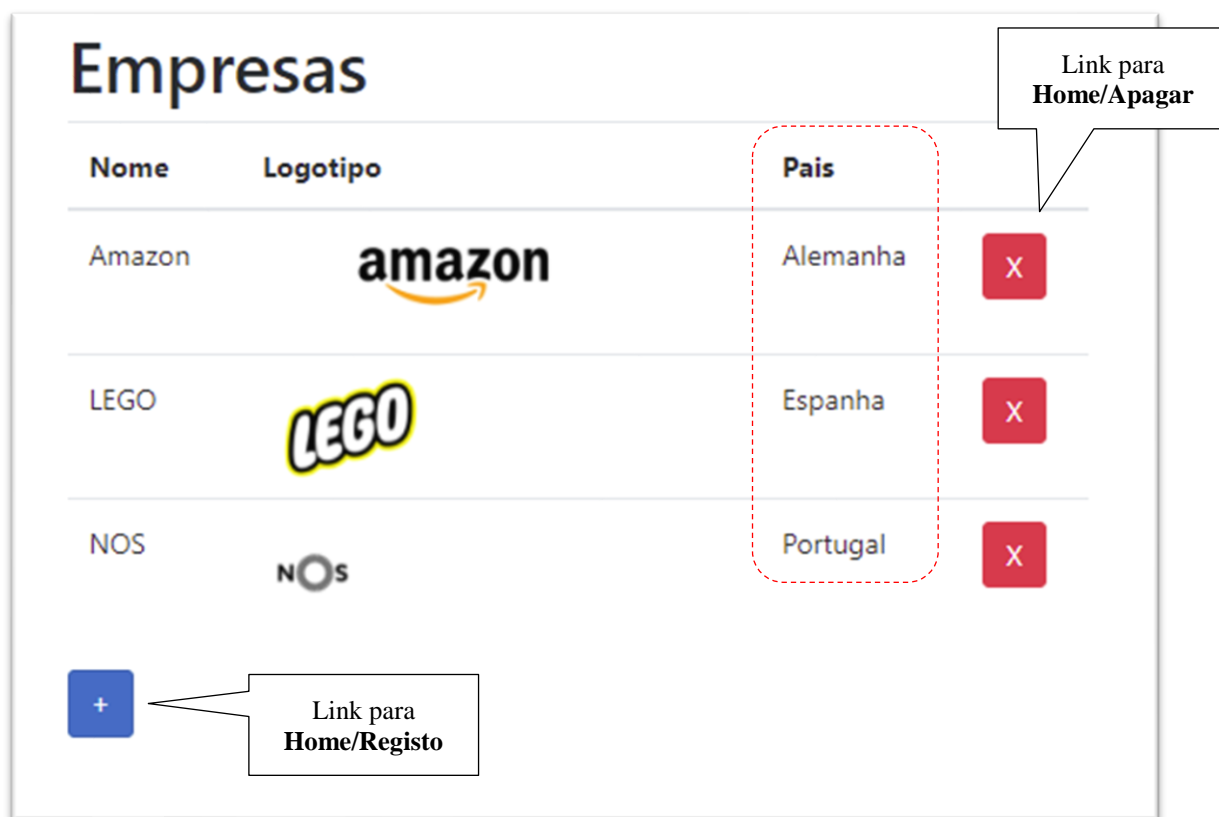 Empresas
Link para
Home/Apagar
Nome Logotipo Pais
Amazon amazon Alemanha X
LEGO LEGO Espanha X
NOS NOS Portugal X
+
Link para
Home/Registo